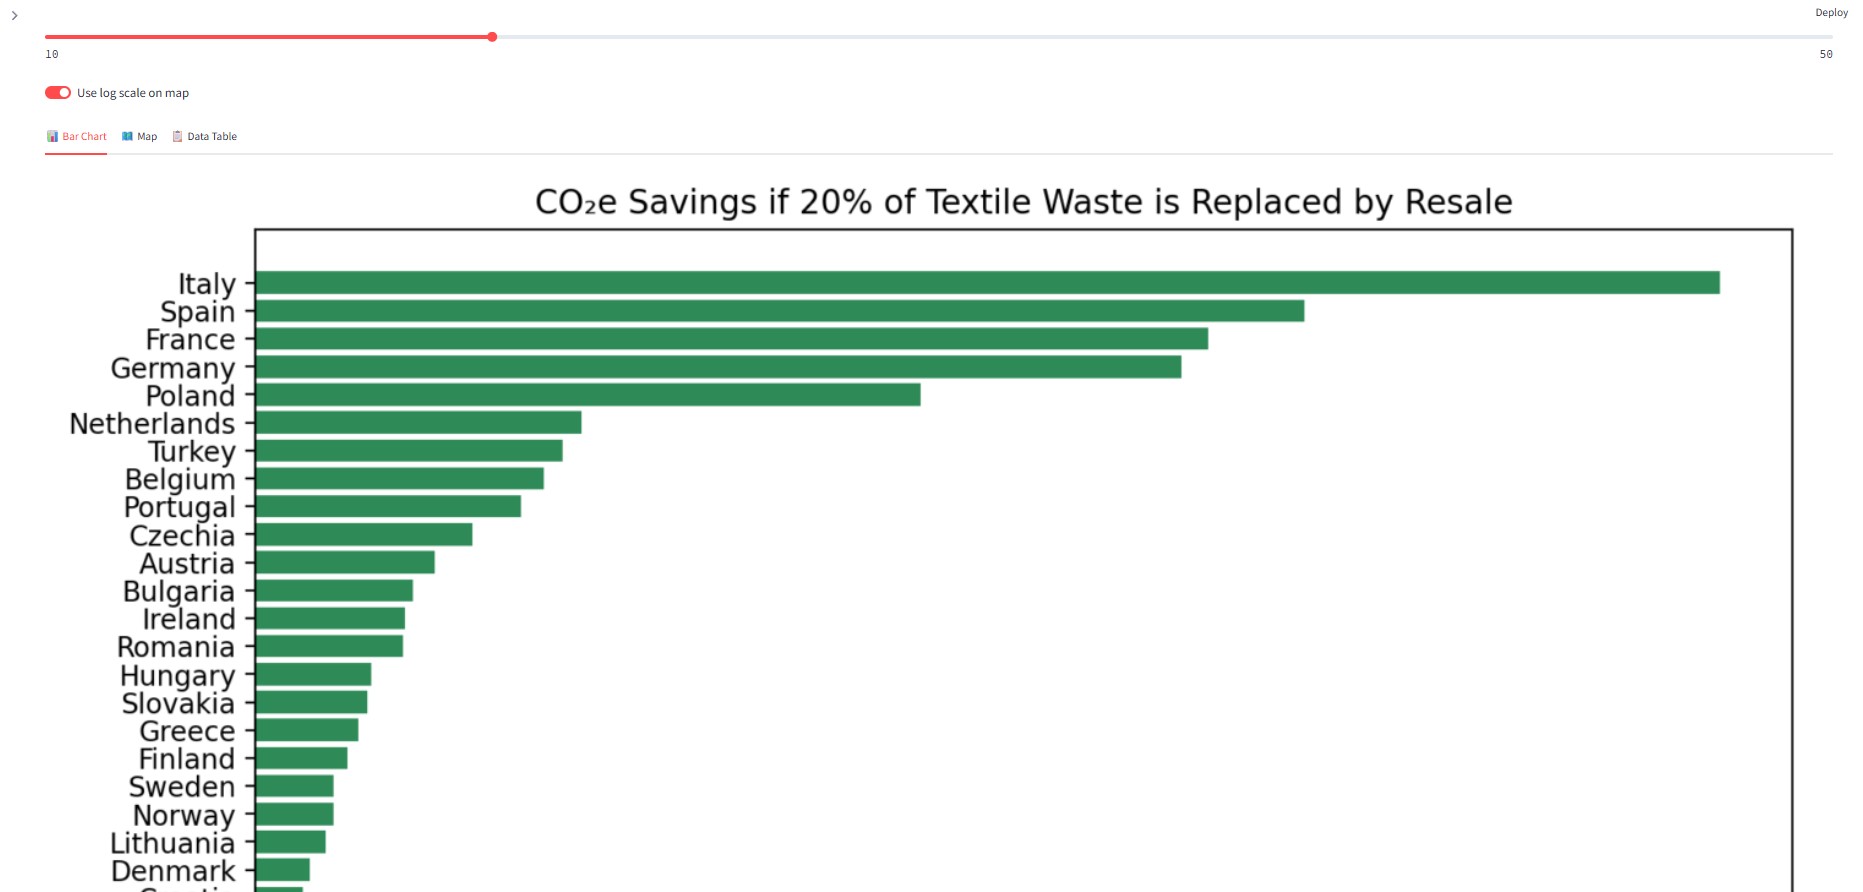 Deploy
10
50
Use log scale on map
Bar Chart Map Data Table
CO₂e Savings if 20% of Textile Waste is Replaced by Resale
Italy
Spain
France
Germany
Poland
Netherlands
Turkey
Belgium
Portugal
Czechia
Austria
Bulgaria
Ireland
Romania
Hungary
Slovakia
Greece
Finland
Sweden
Norway
Lithuania
Denmark